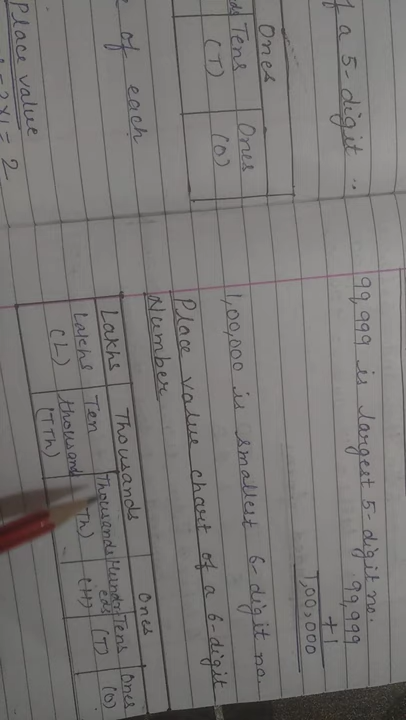 f a 5-digit
Ones
Tens Ones
(T) (O)
e of each
Place value
= 2
99,999 is largest 5-digit no.
99,999
+1
1,00,000
1,00,000 is smallest 6-digit no.
Place value chart of a 6-digit
Number
Lakhs Thousands Ones
Lakhs Ten Thousands Hundreds Tens Ones
(L) thousand Th) (H) (T) (O)
(TTh)